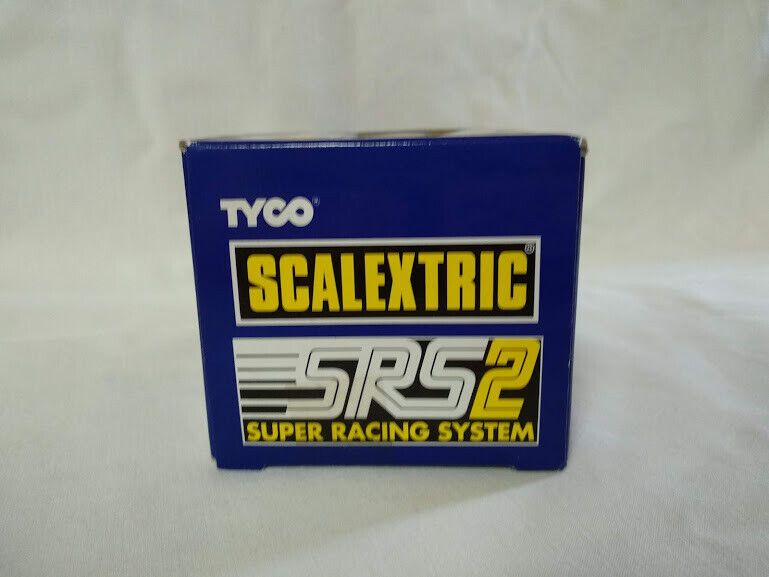 TYCO®
SCALEXTRIC®
SRS2
SUPER RACING SYSTEM